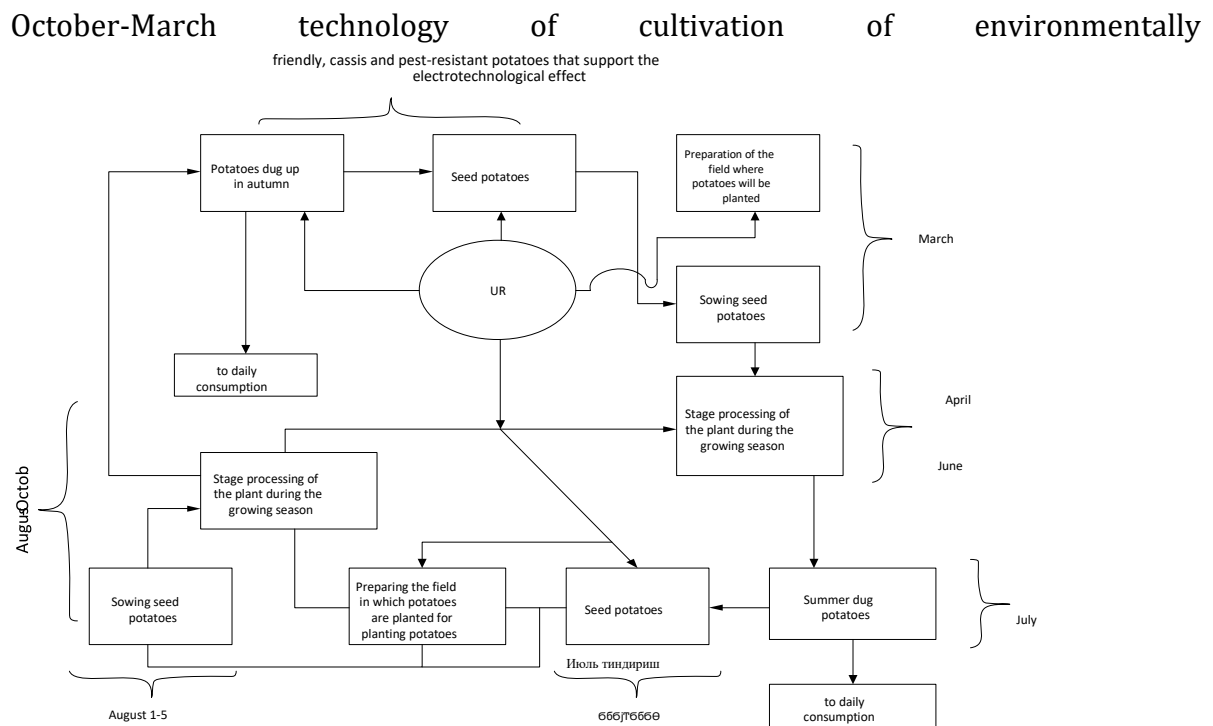 October-March technology of cultivation of environmentally
friendly, cassis and pest-resistant potatoes that support the
electrotechnological effect
Potatoes dug up
in autumn
Seed potatoes
Preparation of the
field where
potatoes will be
planted
March
UR
Sowing seed
potatoes
to daily
consumption
Stage processing of
the plant during the
growing season
April
June
Stage processing of
the plant during the
growing season
Sowing seed
potatoes
Preparing the field
in which potatoes
are planted for
planting potatoes
Seed potatoes
Summer dug
potatoes
July
Июль тиндириш
August 1-5
to daily
consumption